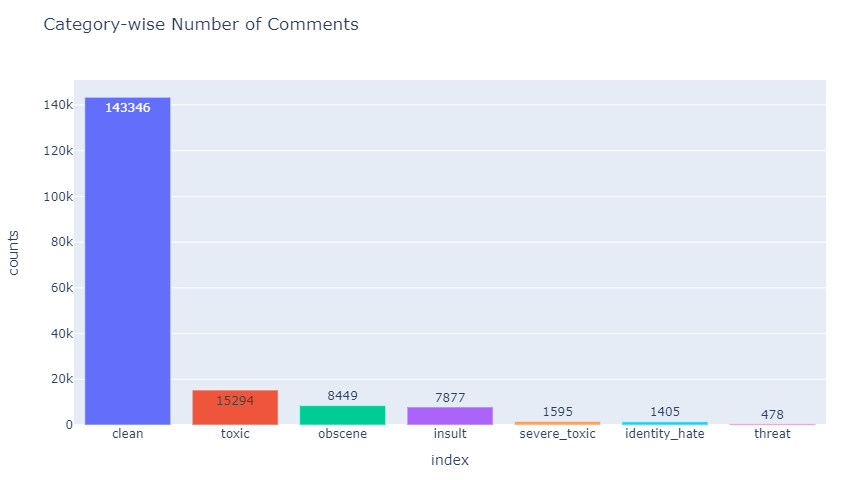 Category-wise Number of Comments
counts
140k
120k
100k
80k
60k
40k
20k
0
143346
15294
8449
7877
1595
1405
478
clean toxic obscene insult severe_toxic identity_hate threat
index